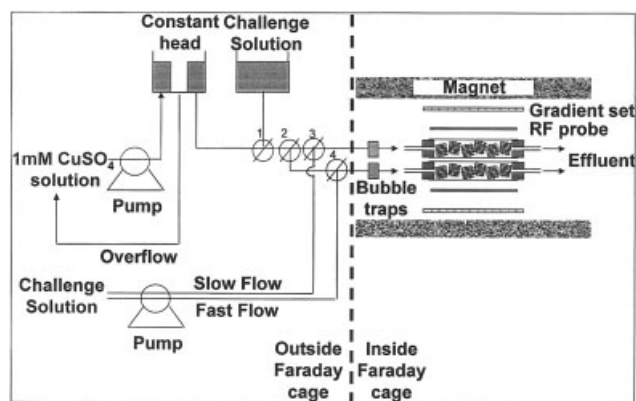 Constant Challenge
head Solution
Magnet
Gradient set
RF probe
1 2 3
4
1mM CuSO4
solution
Effluent
Pump
Bubble
traps
Overflow
Challenge
Solution
Slow Flow
Fast Flow
Pump
Outside Inside
Faraday Faraday
cage cage